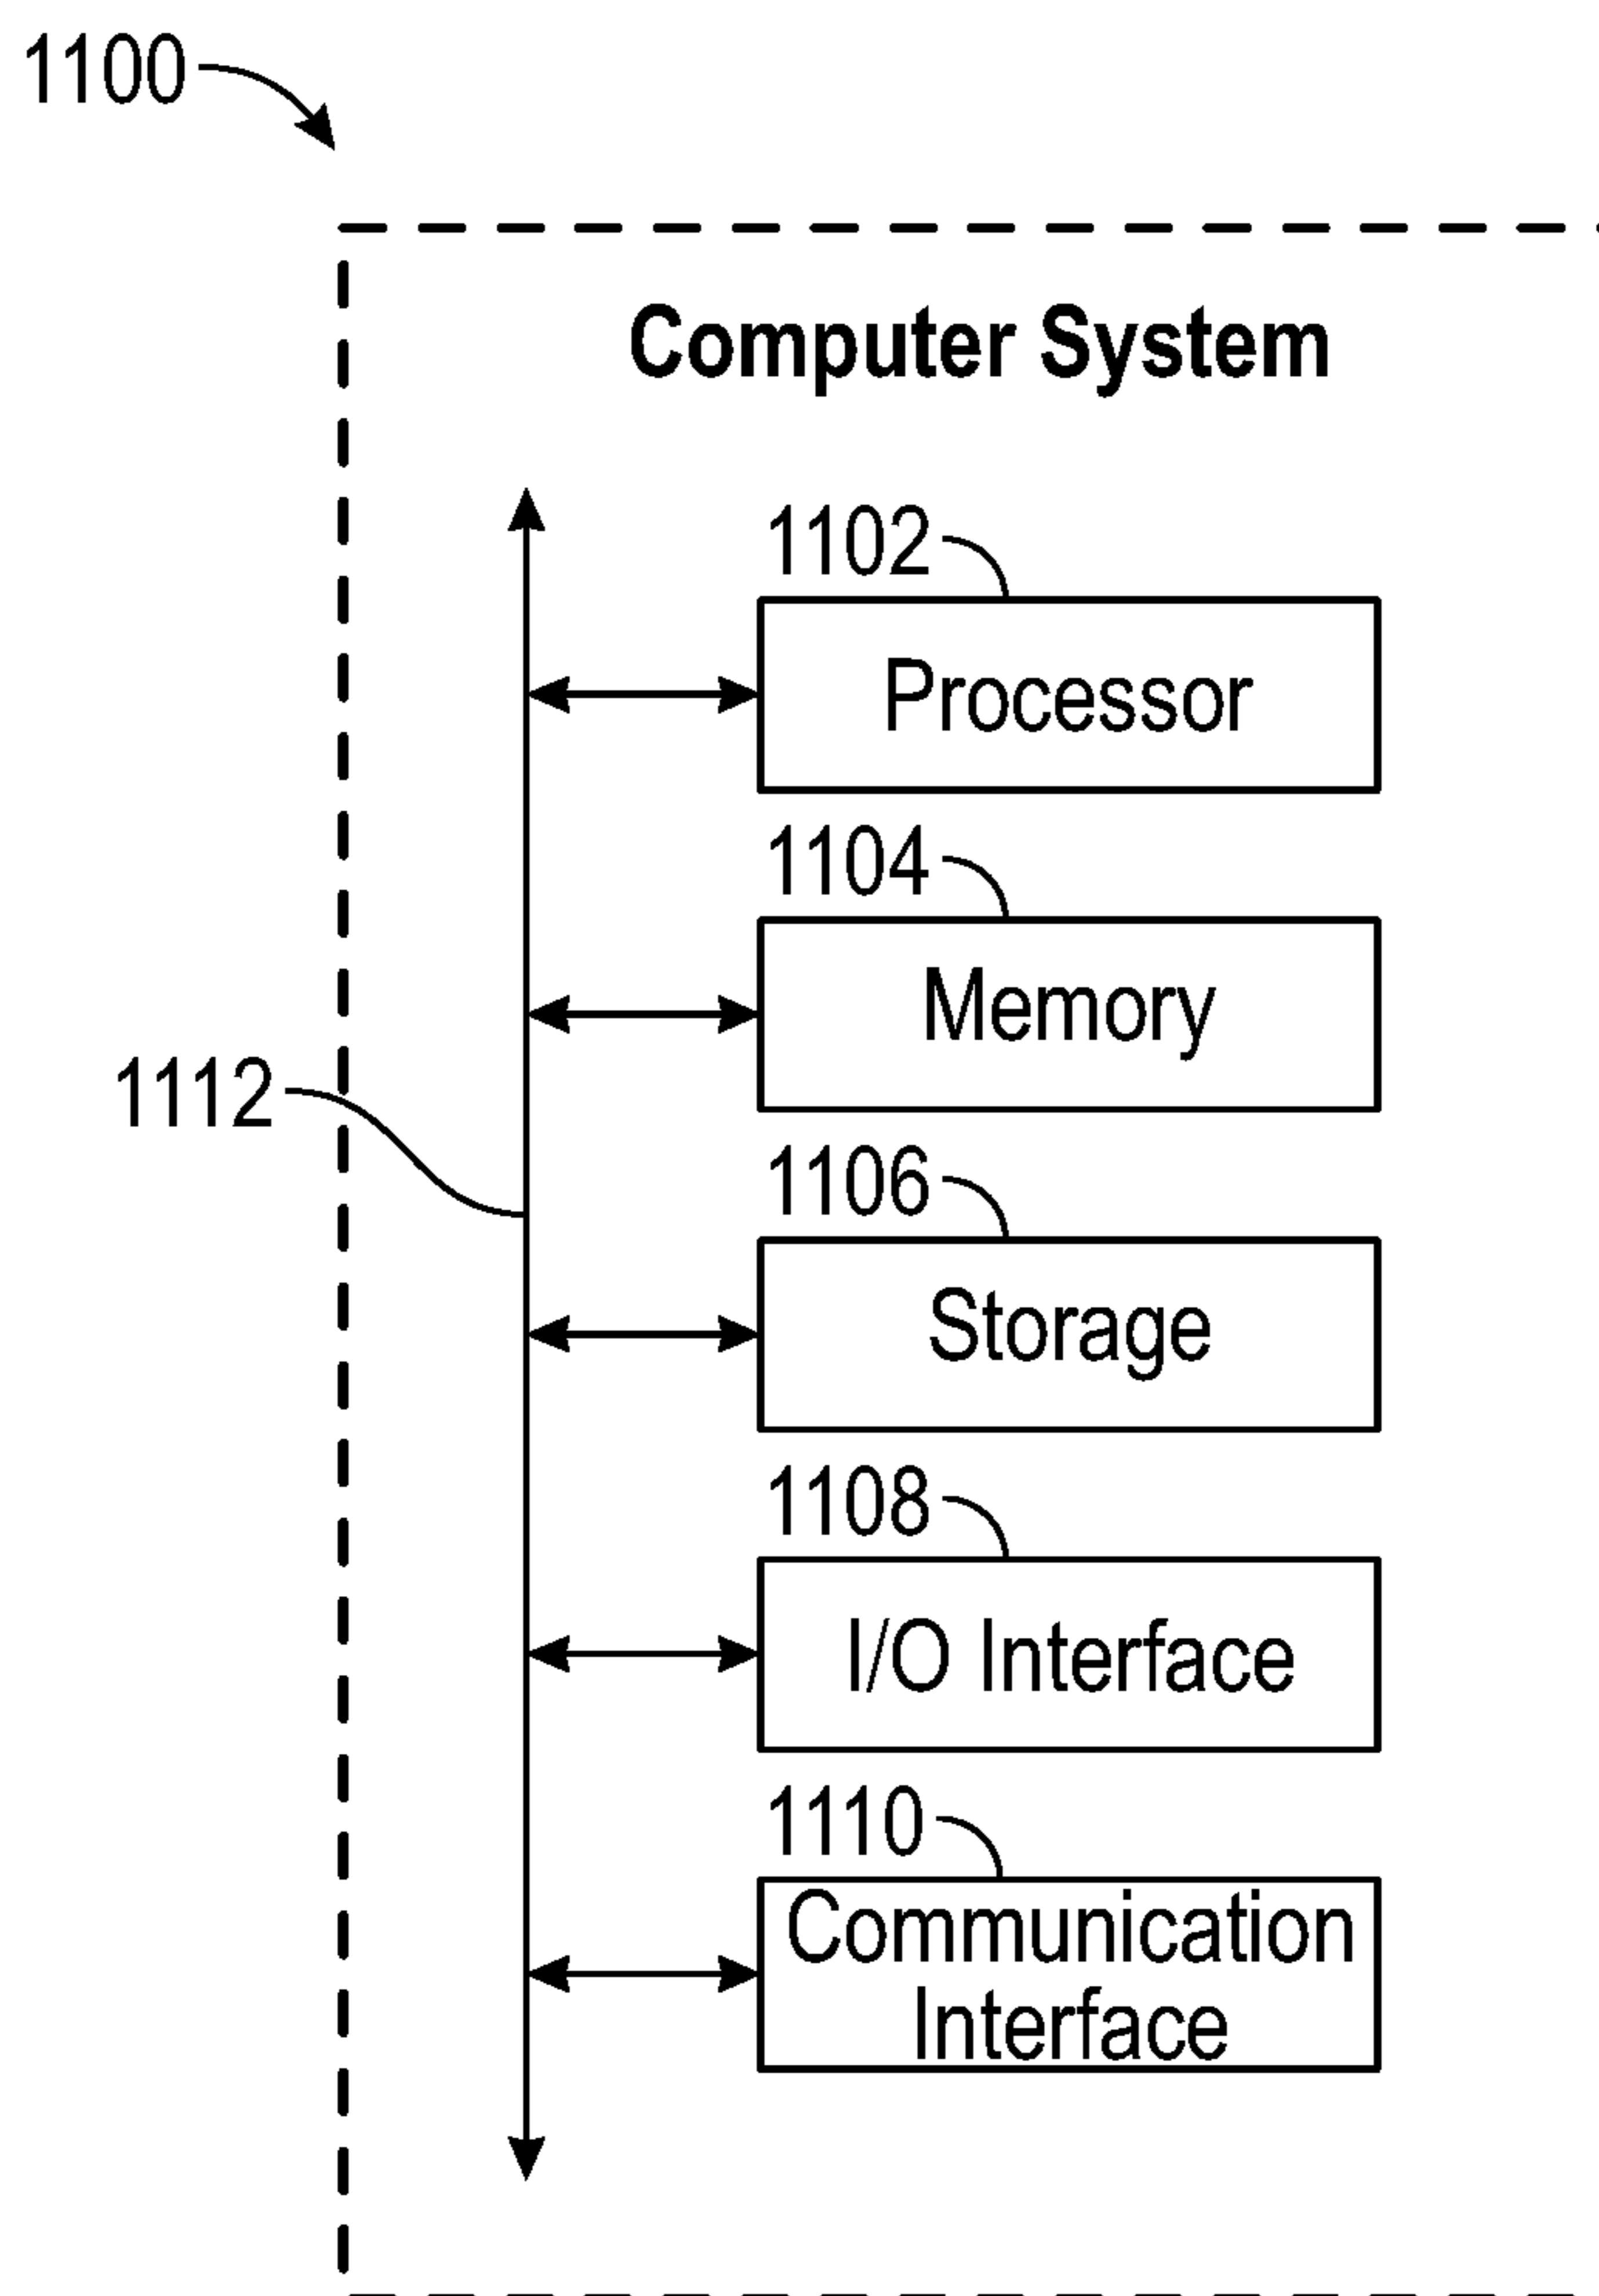 1100
Computer System
1102
Processor
1104
Memory
1112
1106
Storage
1108
I/O Interface
1110
Communication
Interface